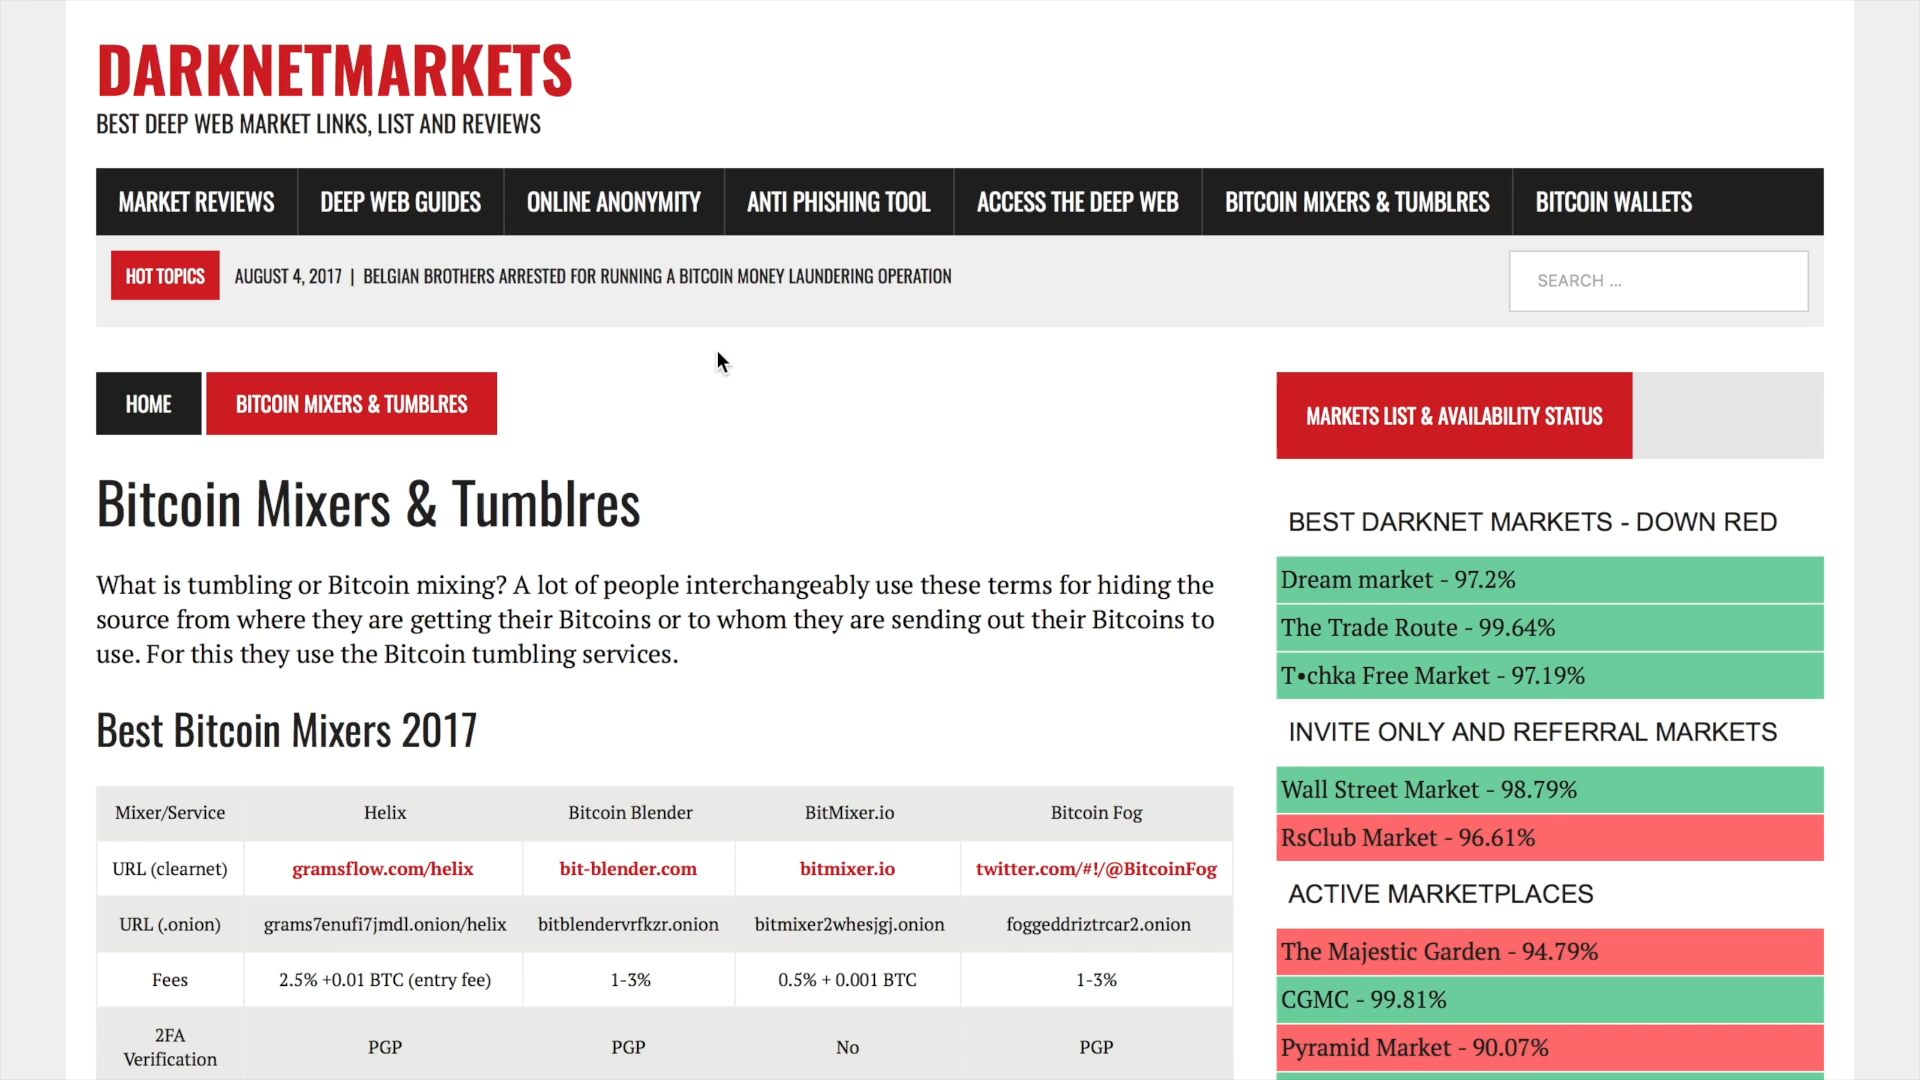 DARKNETMARKETS
BEST DEEP WEB MARKET LINKS, LIST AND REVIEWS
MARKET REVIEWS DEEP WEB GUIDES ONLINE ANONYMITY ANTI PHISHING TOOL ACCESS THE DEEP WEB BITCOIN MIXERS & TUMBLRES BITCOIN WALLETS
HOT TOPICS AUGUST 4, 2017 | BELGIAN BROTHERS ARRESTED FOR RUNNING A BITCOIN MONEY LAUNDERING OPERATION SEARCH ...
HOME BITCOIN MIXERS & TUMBLRES
Bitcoin Mixers & Tumblres
What is tumbling or Bitcoin mixing? A lot of people interchangeably use these terms for hiding the
source from where they are getting their Bitcoins or to whom they are sending out their Bitcoins to
use. For this they use the Bitcoin tumbling services.
Best Bitcoin Mixers 2017
Mixer/Service Helix Bitcoin Blender BitMixer.io Bitcoin Fog
URL (clearnet) gramsflow.com/helix bit-blender.com bitmixer.io twitter.com/#!/@BitcoinFog
URL (.onion) grams7enufi7jmdl.onion/helix bitblendervrfkzr.onion bitmixer2whesjgj.onion foggeddriztrcar2.onion
Fees 2.5% +0.01 BTC (entry fee) 1-3% 0.5% + 0.001 BTC 1-3%
2FA
Verification PGP PGP No PGP
MARKETS LIST & AVAILABILITY STATUS
BEST DARKNET MARKETS - DOWN RED
Dream market - 97.2%
The Trade Route - 99.64%
T•chka Free Market - 97.19%
INVITE ONLY AND REFERRAL MARKETS
Wall Street Market - 98.79%
RsClub Market - 96.61%
ACTIVE MARKETPLACES
The Majestic Garden - 94.79%
CGMC - 99.81%
Pyramid Market - 90.07%